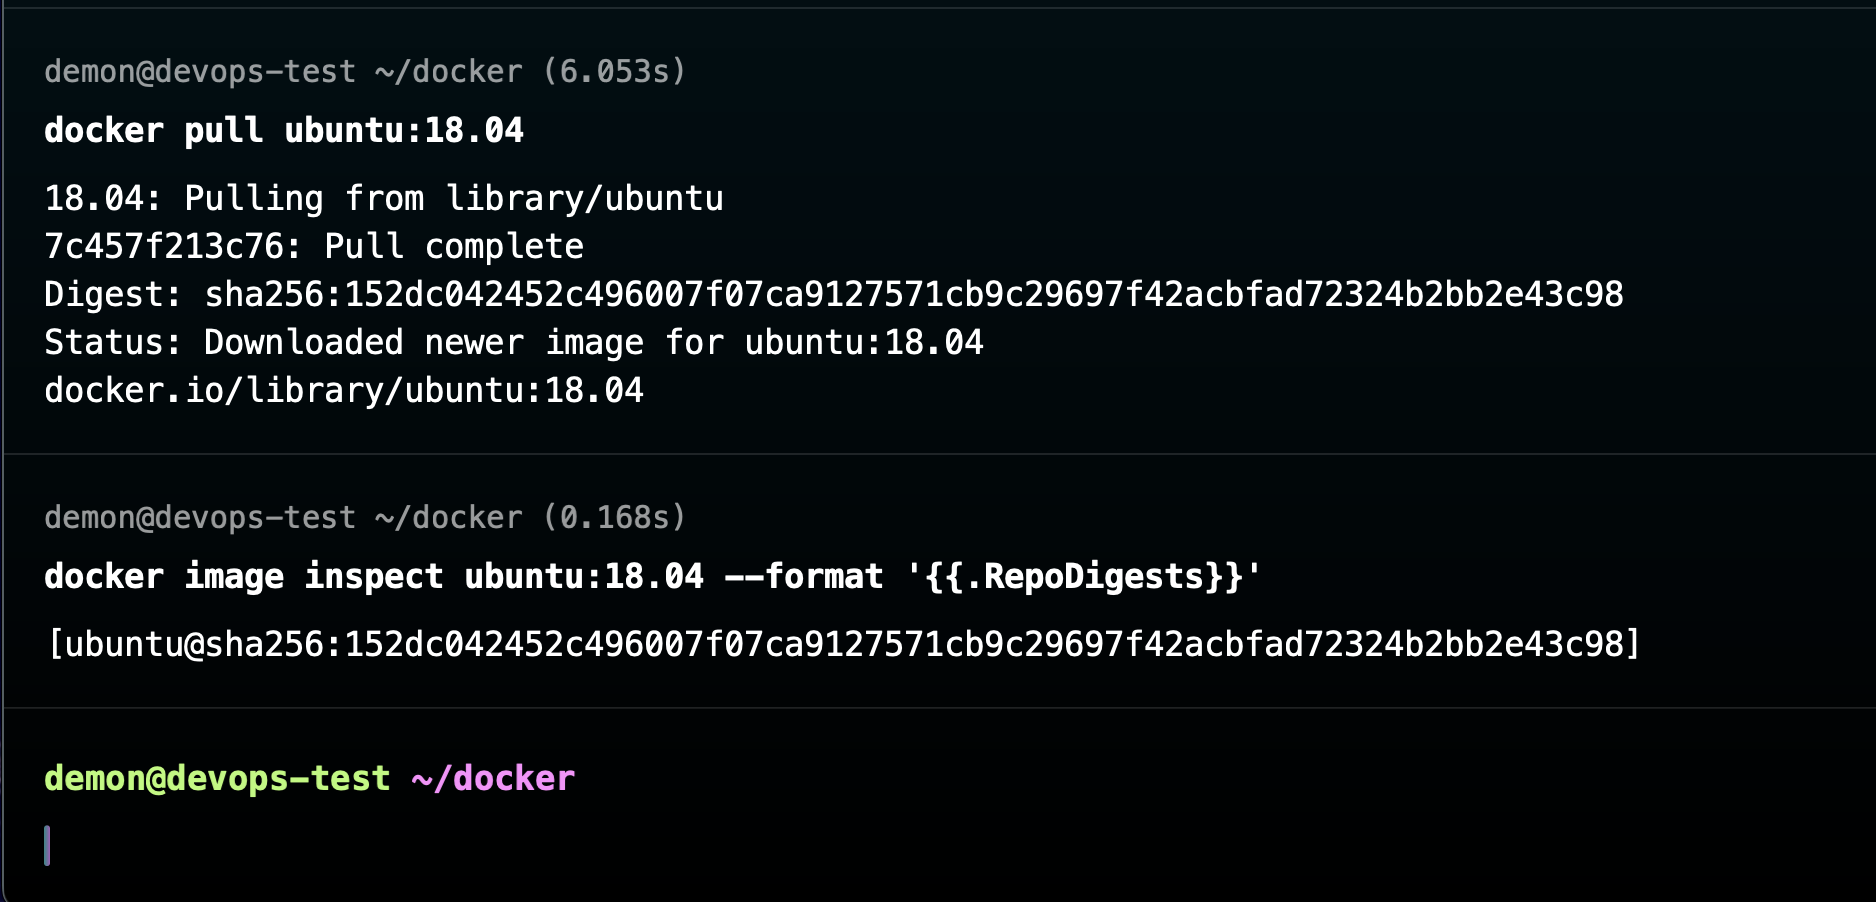 demon@devops-test ~/docker (6.053s)
docker pull ubuntu:18.04
18.04: Pulling from library/ubuntu
7c457f213c76: Pull complete
Digest: sha256:152dc042452c496007f07ca9127571cb9c29697f42acbfad72324b2bb2e43c98
Status: Downloaded newer image for ubuntu:18.04
docker.io/library/ubuntu:18.04
demon@devops-test ~/docker (0.168s)
docker image inspect ubuntu:18.04 --format '{{.RepoDigests}}'
[ubuntu@sha256:152dc042452c496007f07ca9127571cb9c29697f42acbfad72324b2bb2e43c98]
demon@devops-test ~/docker